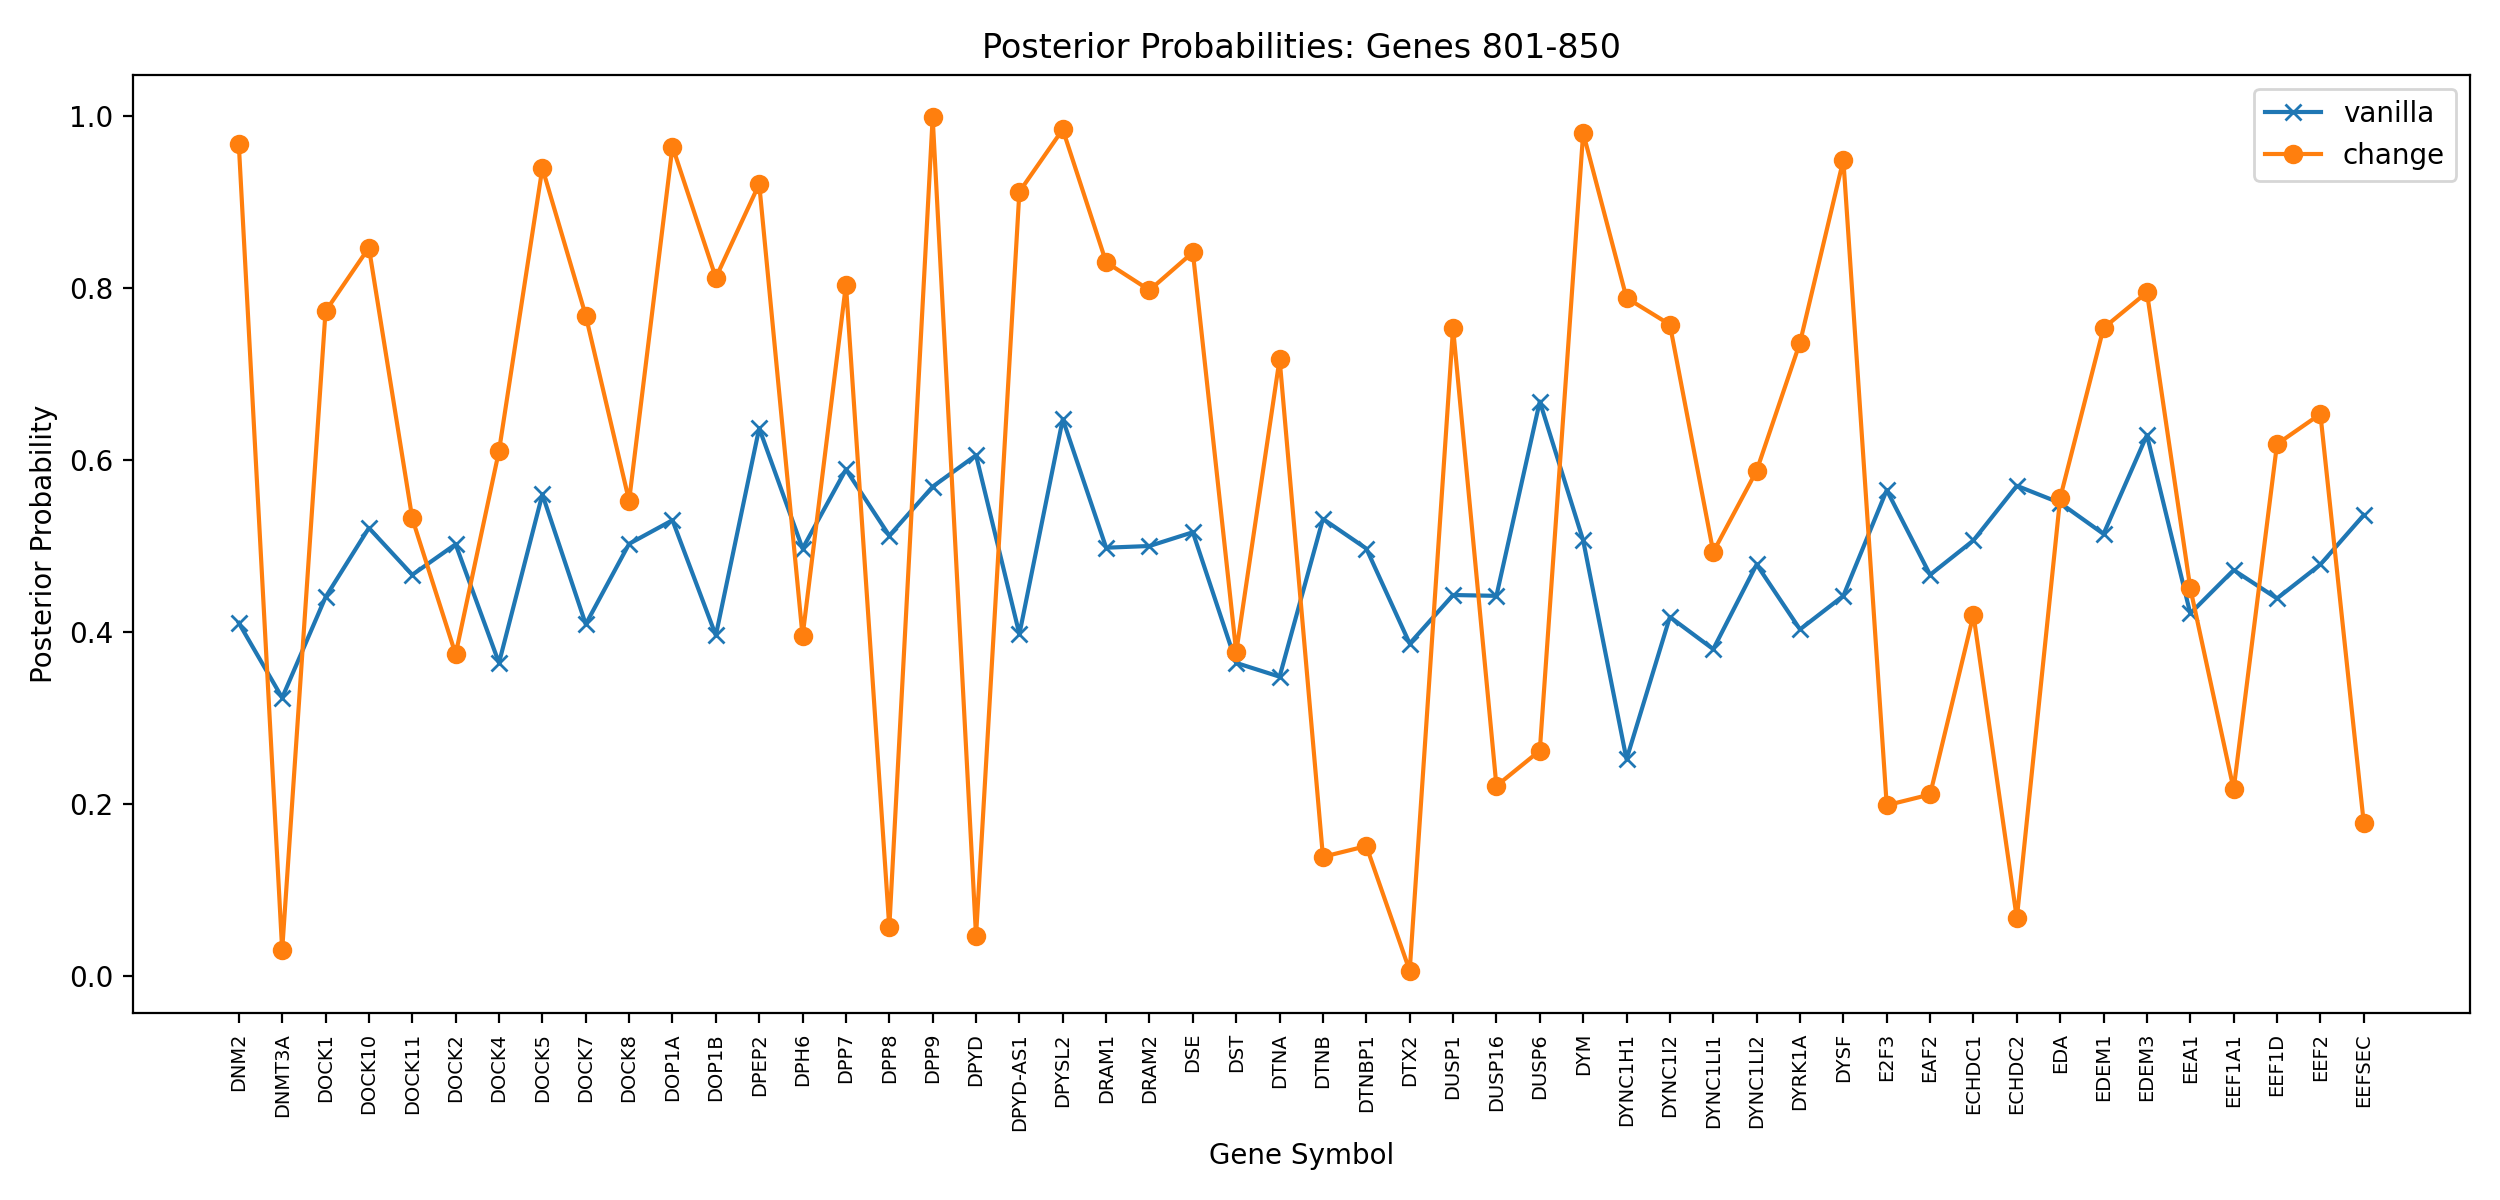 Posterior Probabilities: Genes 801-850
vanilla
change
Posterior Probability
1.0
0.8
0.6
0.4
0.2
0.0
DNM2
DNMT3A
DOCK1
DOCK10
DOCK11
DOCK2
DOCK4
DOCK5
DOCK7
DOCK8
DOP1A
DOP1B
DPEP2
DPH6
DPP7
DPP8
DPP9
DPYD
DPYD-AS1
DPYSL2
DRAM1
DRAM2
DSE
DST
DTNA
DTNB
DTNBP1
DTX2
DUSP1
DUSP16
DUSP6
DYM
DYNC1H1
DYNC1I2
DYNC1LI1
DYNC1LI2
DYRK1A
DYSF
E2F3
EAF2
ECHDC1
ECHDC2
EDA
EDEM1
EDEM3
EEA1
EEF1A1
EEF1D
EEF2
EEFSEC
Gene Symbol